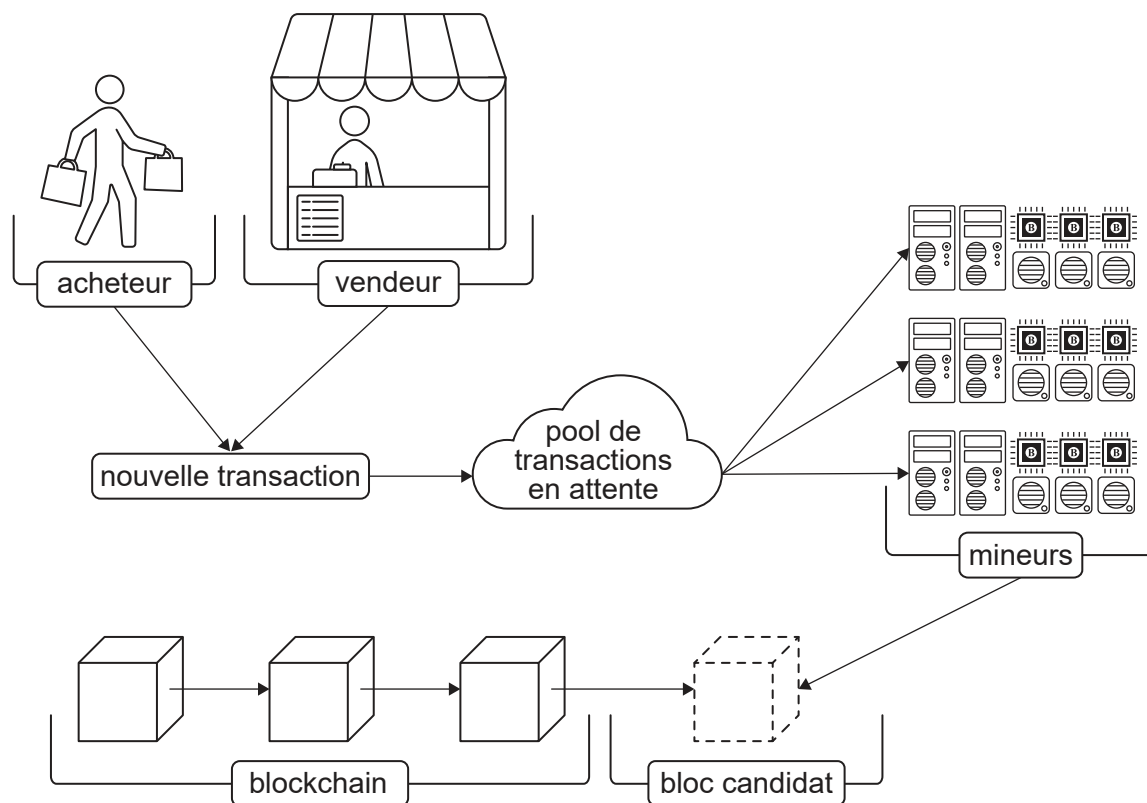 acheteur
vendeur
B B B
B B B
nouvelle transaction
pool de
transactions
en attente
B B B
mineurs
blockchain
bloc candidat